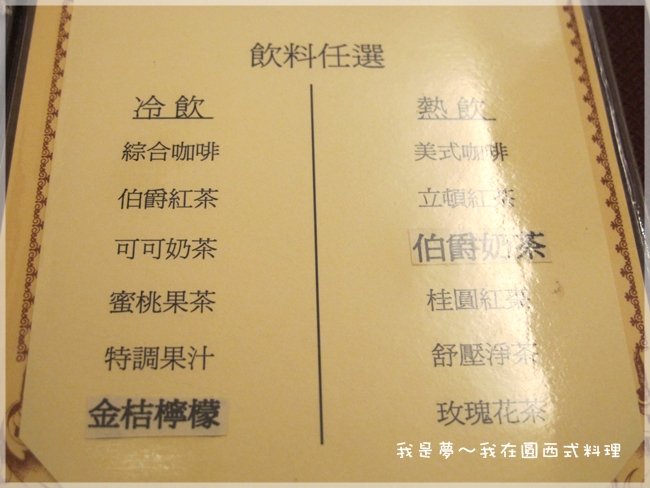 飲料任選
冷飲
綜合咖啡
伯爵紅茶
可可奶茶
蜜桃果茶
特調果汁
金桔檸檬
熱飲
美式咖啡
立頓紅茶
伯爵奶茶
桂圓紅棗
舒壓淨茶
玫瑰花茶
我是夢～我在圓西式料理